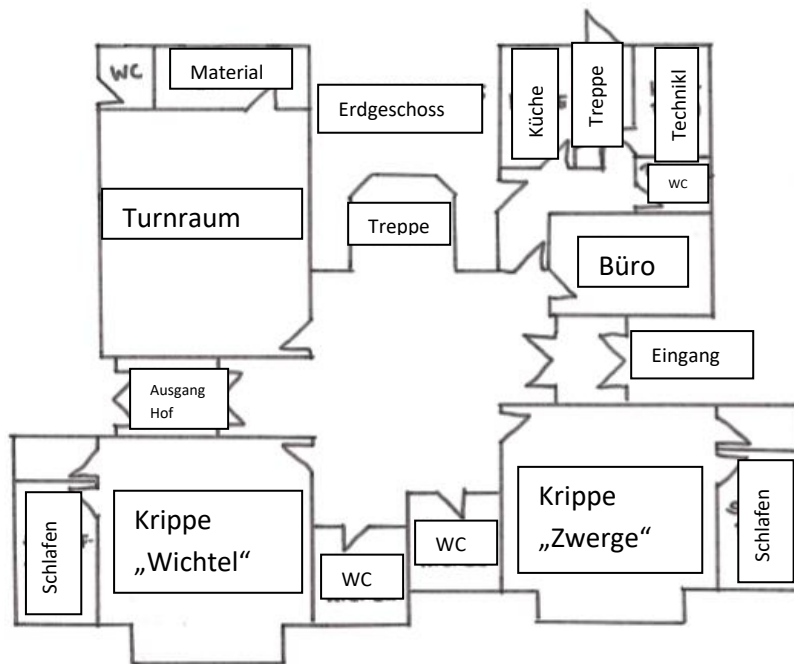 WC
Material
Erdgeschoss
Küche
Treppe
Technikl
WC
Turnraum
Treppe
Büro
Eingang
Ausgang
Hof
Schlafen
Krippe
„Wichtel“
WC
WC
Krippe
„Zwerge“
Schlafen